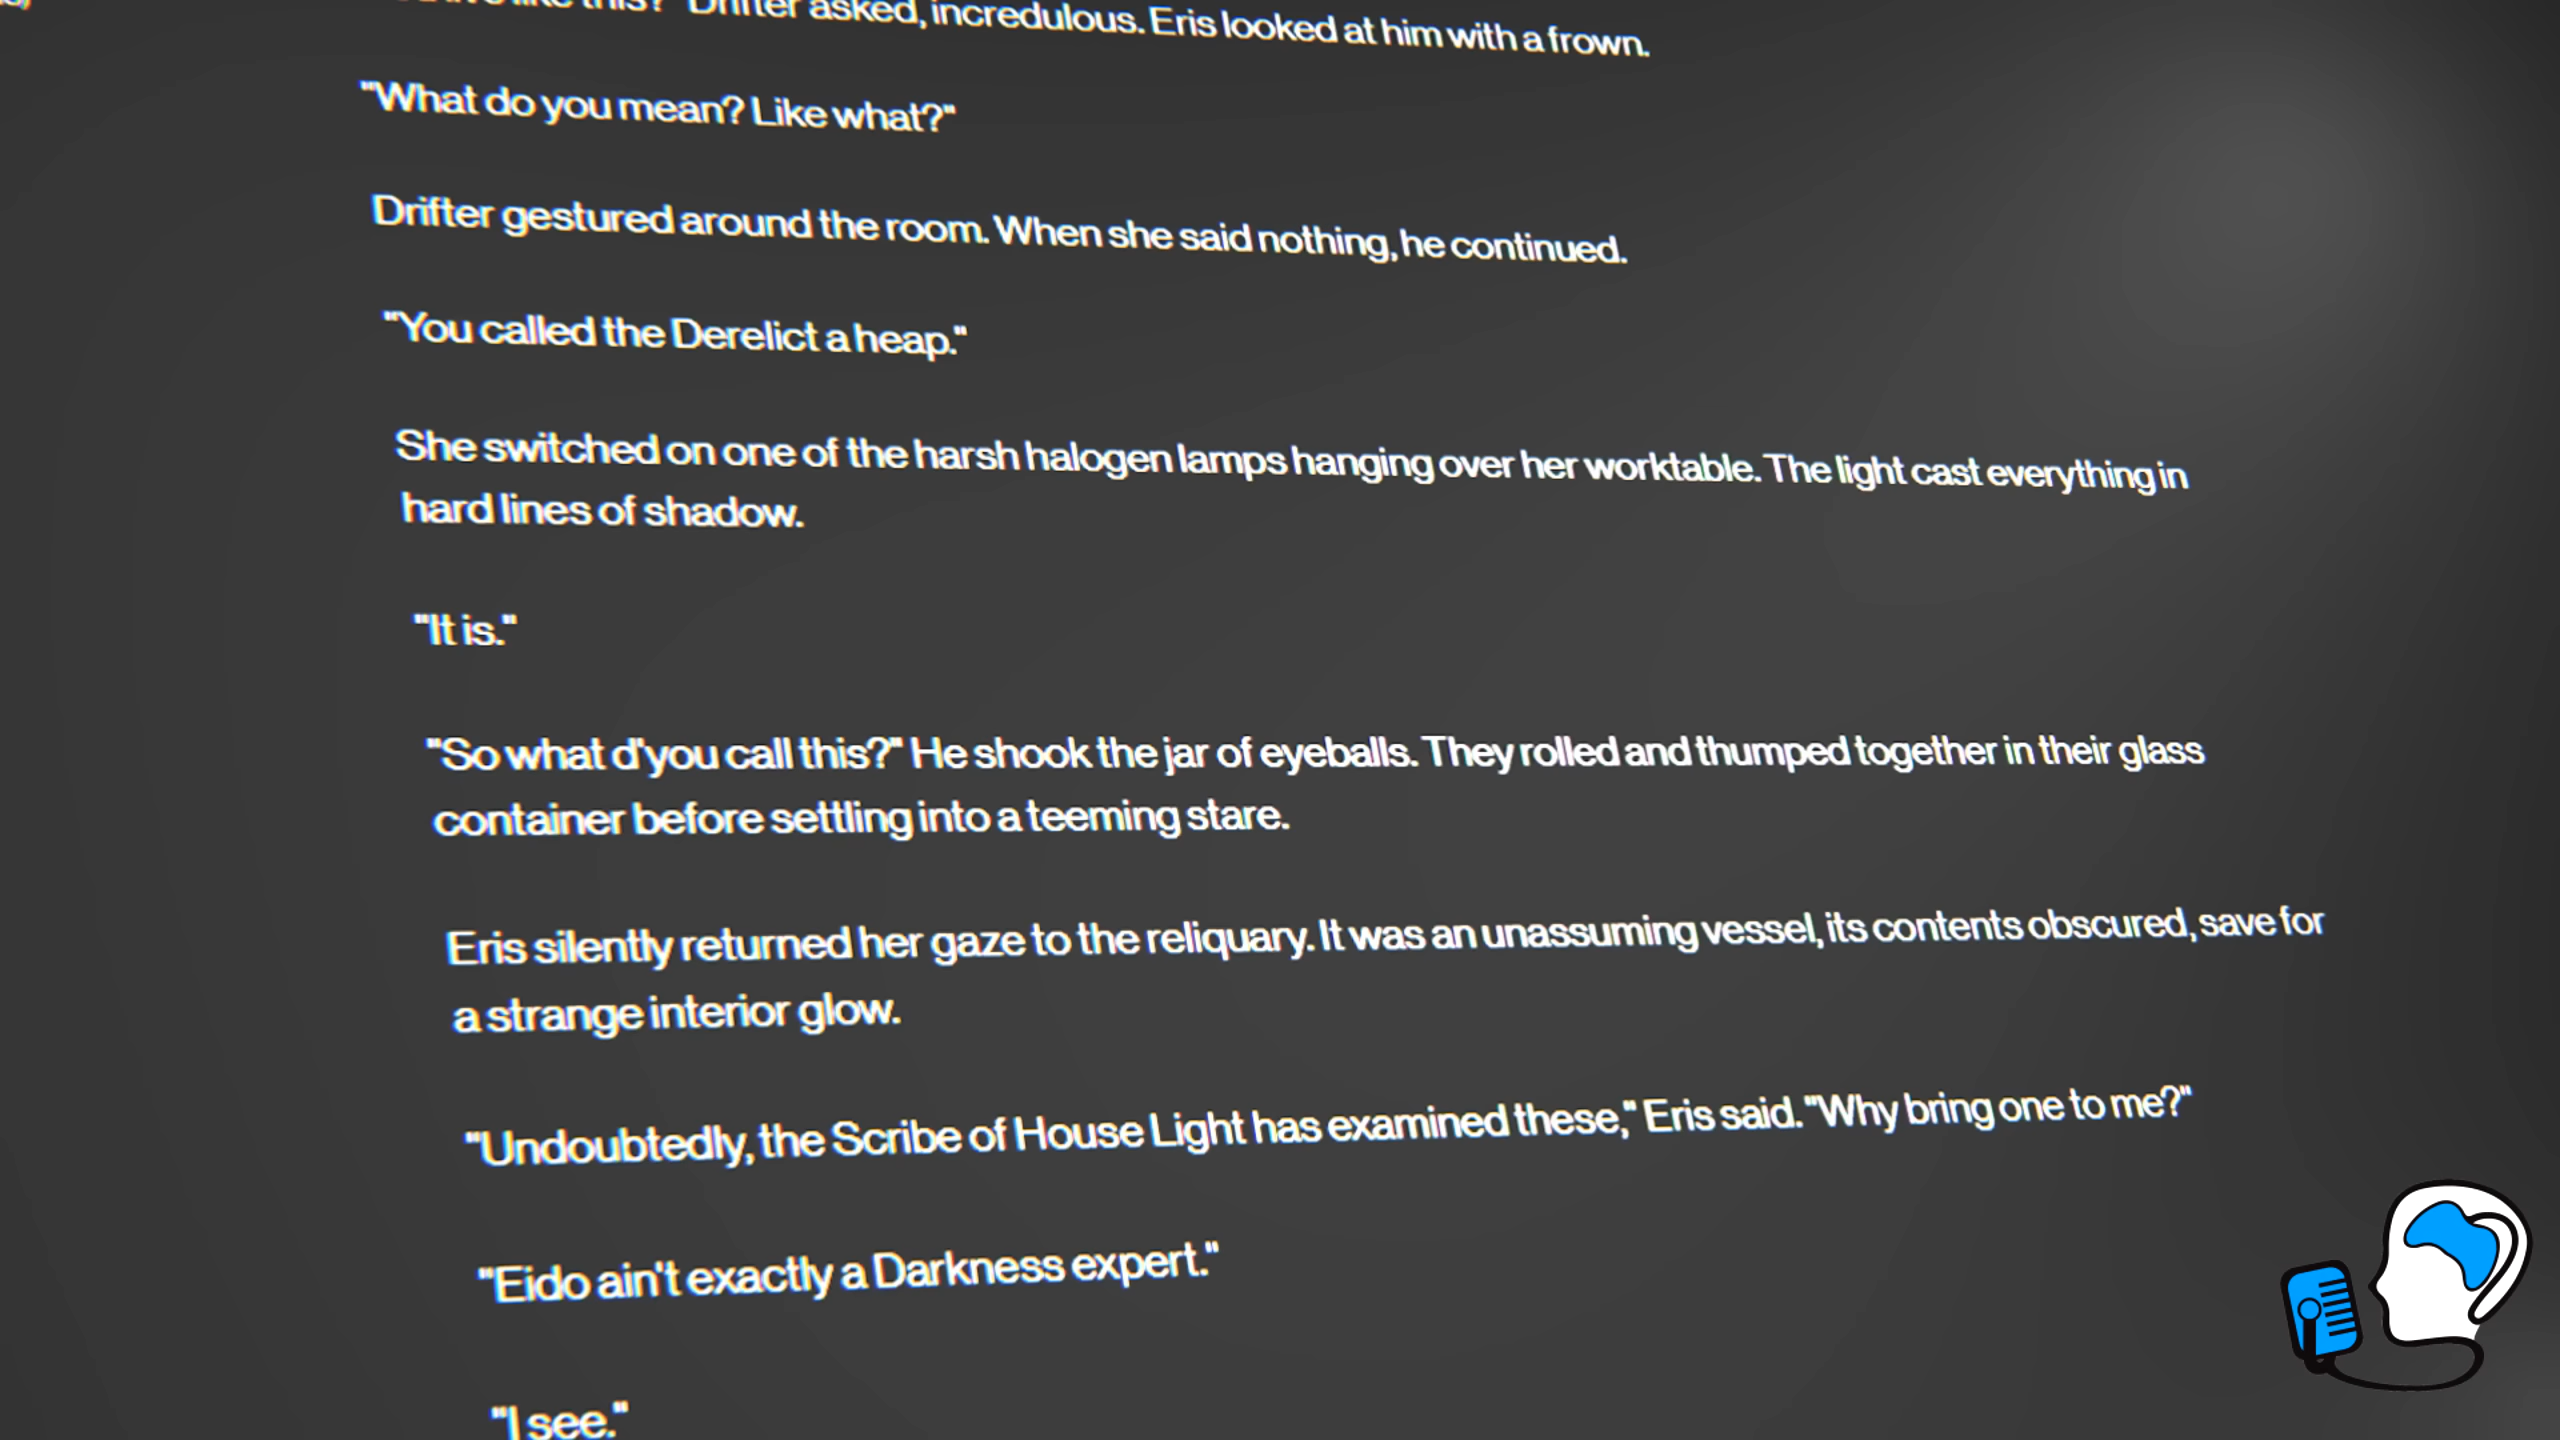 like this?" Drifter asked, incredulous. Eris looked at him with a frown.
"What do you mean? Like what?"
Drifter gestured around the room. When she said nothing, he continued.
"You called the Derelict a heap."
She switched on one of the harsh halogen lamps hanging over her worktable. The light cast everything in
hard lines of shadow.
"It is."
"So what d'you call this?" He shook the jar of eyeballs. They rolled and thumped together in their glass
container before settling into a teeming stare.
Eris silently returned her gaze to the reliquary. It was an unassuming vessel, its contents obscured, save for
a strange interior glow.
"Undoubtedly, the Scribe of House Light has examined these," Eris said. "Why bring one to me?"
"Eido ain't exactly a Darkness expert."
"I see."